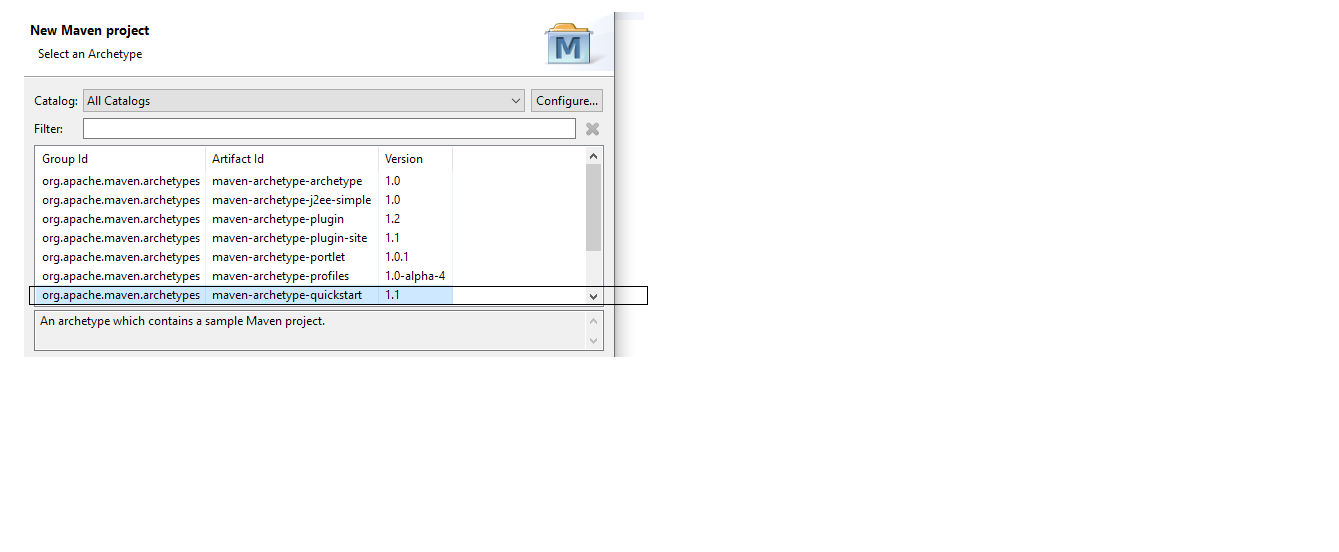 New Maven project
Select an Archetype
M
Catalog: All Catalogs Configure...
Filter:
Group Id Artifact Id Version
org.apache.maven.archetypes maven-archetype-archetype 1.0
org.apache.maven.archetypes maven-archetype-j2ee-simple 1.0
org.apache.maven.archetypes maven-archetype-plugin 1.2
org.apache.maven.archetypes maven-archetype-plugin-site 1.1
org.apache.maven.archetypes maven-archetype-portlet 1.0.1
org.apache.maven.archetypes maven-archetype-profiles 1.0-alpha-4
org.apache.maven.archetypes maven-archetype-quickstart 1.1
An archetype which contains a sample Maven project.